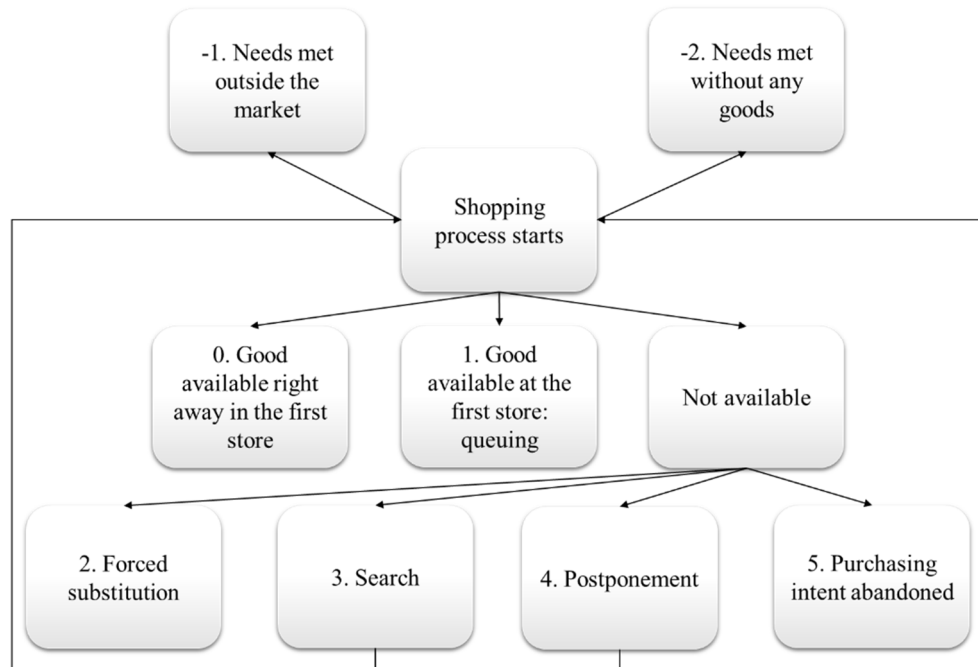 -1. Needs met
outside the
market
-2. Needs met
without any
goods
Shopping
process starts
0. Good
available right
away in the first
store
1. Good
available at the
first store:
queuing
Not available
2. Forced
substitution
3. Search
4. Postponement
5. Purchasing
intent abandoned